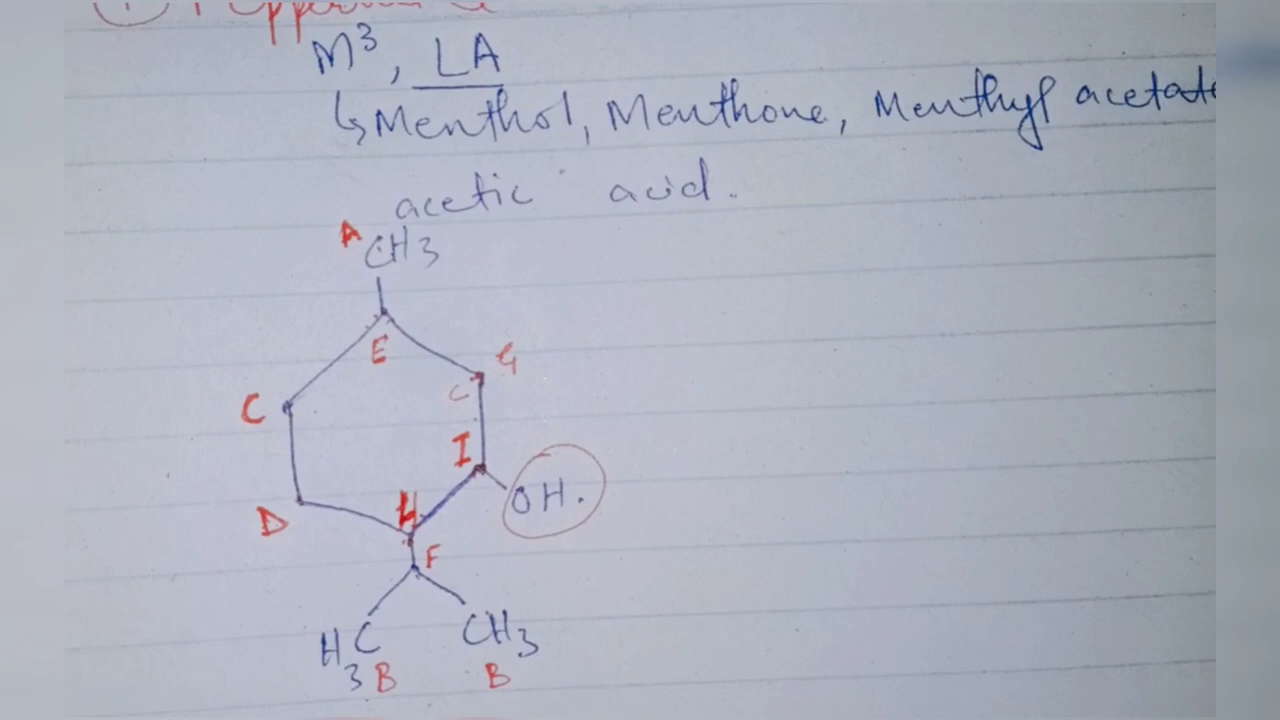 M³, LA
↳ Menthol, Menthone, Menthyl acetate
acetic acid.
A
CH3
E
G
C
C
I
OH.
H
D
F
H3C
CH3
B
B